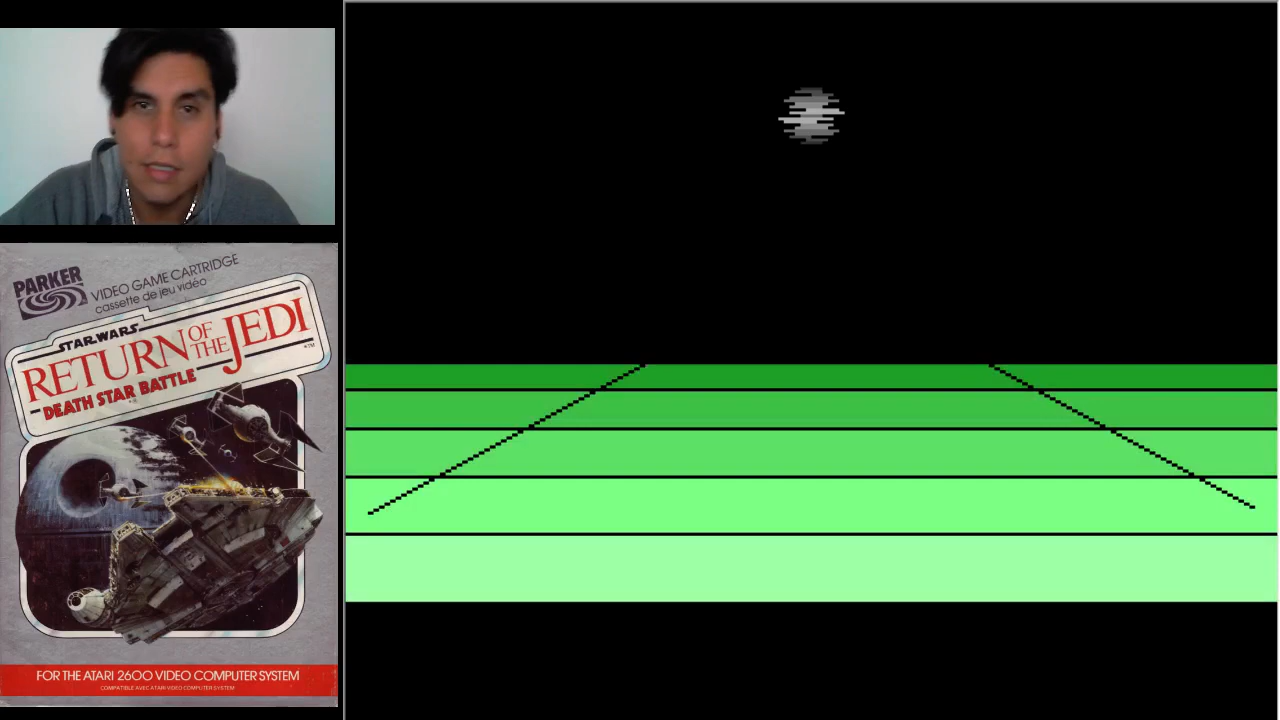 PARKER
VIDEO GAME CARTRIDGE
cassette de jeu vidéo
STAR WARS
RETURN OF THE JEDI
DEATH STAR BATTLE
FOR THE ATARI 2600 VIDEO COMPUTER SYSTEM
COMPATIBLE AVEC ATARI VIDEO COMPUTER SYSTEM